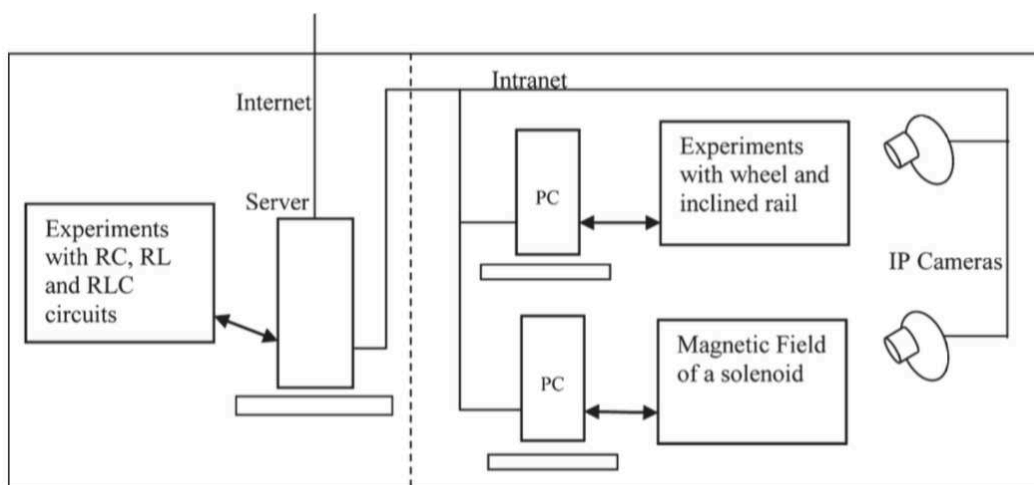 Internet
Server
Experiments
with RC, RL
and RLC
circuits
Intranet
PC
Experiments
with wheel and
inclined rail
IP Cameras
PC
Magnetic Field
of a solenoid